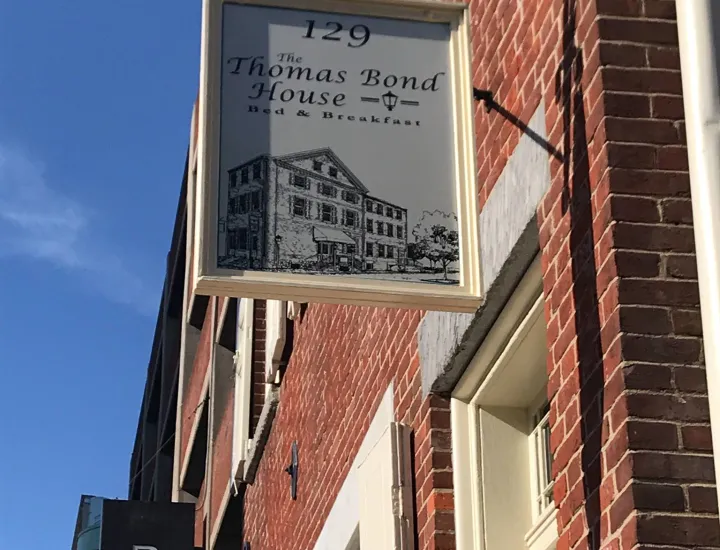 129
The
Thomas Bond
House
Bed & Breakfast